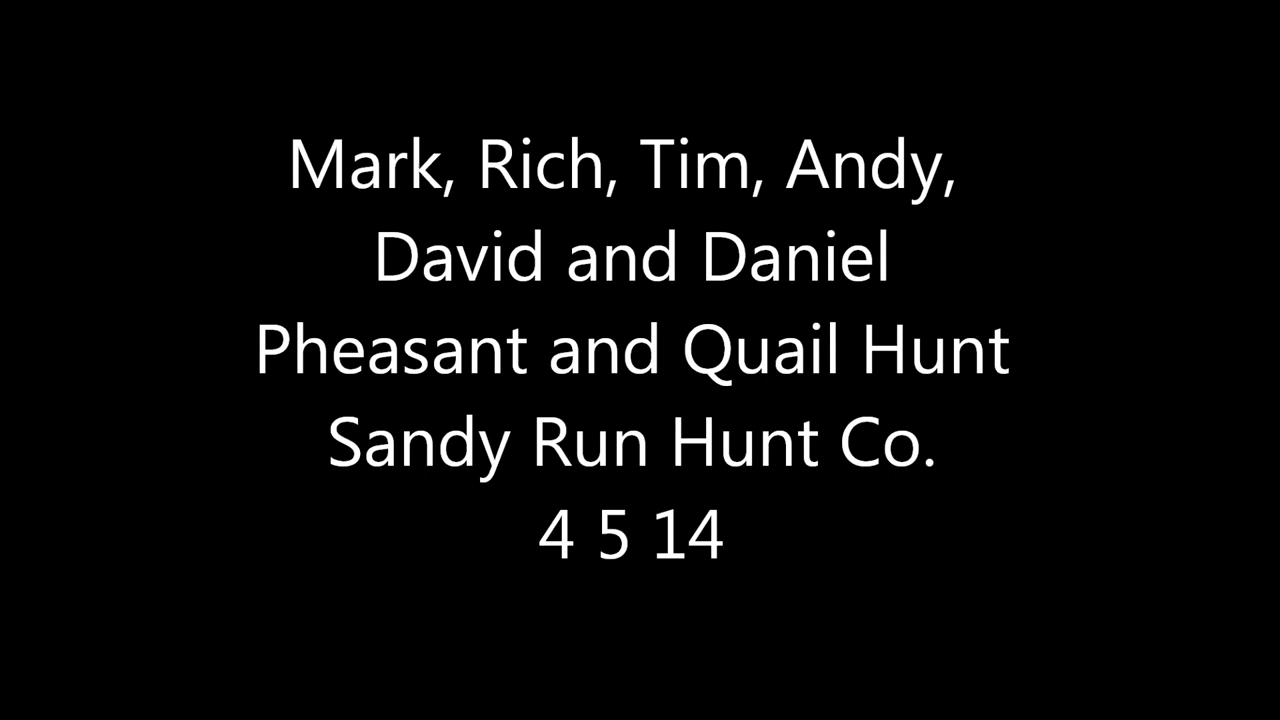 Mark, Rich, Tim, Andy,
David and Daniel
Pheasant and Quail Hunt
Sandy Run Hunt Co.
4 5 14